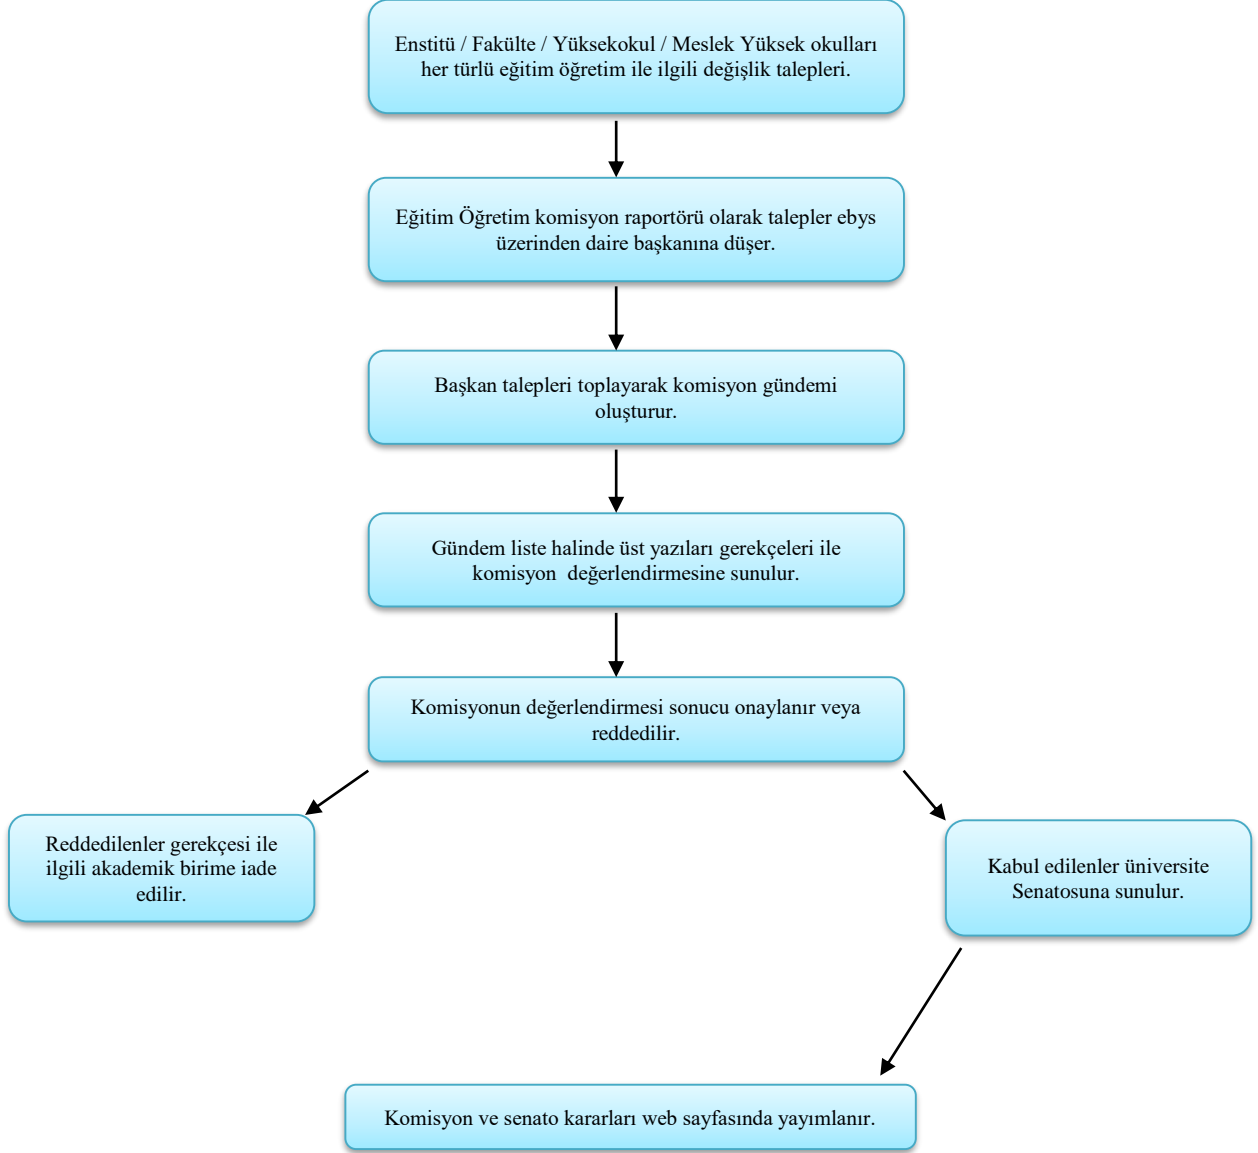 Enstitü / Fakülte / Yüksekokul / Meslek Yüksek okulları
her türlü eğitim öğretim ile ilgili değişlik talepleri.
Eğitim Öğretim komisyon raportörü olarak talepler ebys
üzerinden daire başkanına düşer.
Başkan talepleri toplayarak komisyon gündemi
oluşturur.
Gündem liste halinde üst yazıları gerekçeleri ile
komisyon değerlendirmesine sunulur.
Komisyonun değerlendirmesi sonucu onaylanır veya
reddedilir.
Reddedilenler gerekçesi ile
ilgili akademik birime iade
edilir.
Kabul edilenler üniversite
Senatosuna sunulur.
Komisyon ve senato kararları web sayfasında yayımlanır.